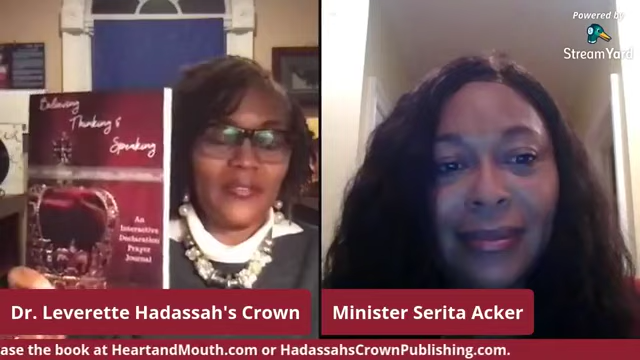 Powered by
StreamYard
Believing
Thinking &
Speaking
An
Interactive
Declaration
Prayer
Journal
Dr. Leverette Hadassah's Crown
Minister Serita Acker
ase the book at HeartandMouth.com or HadassahsCrownPublishing.com.